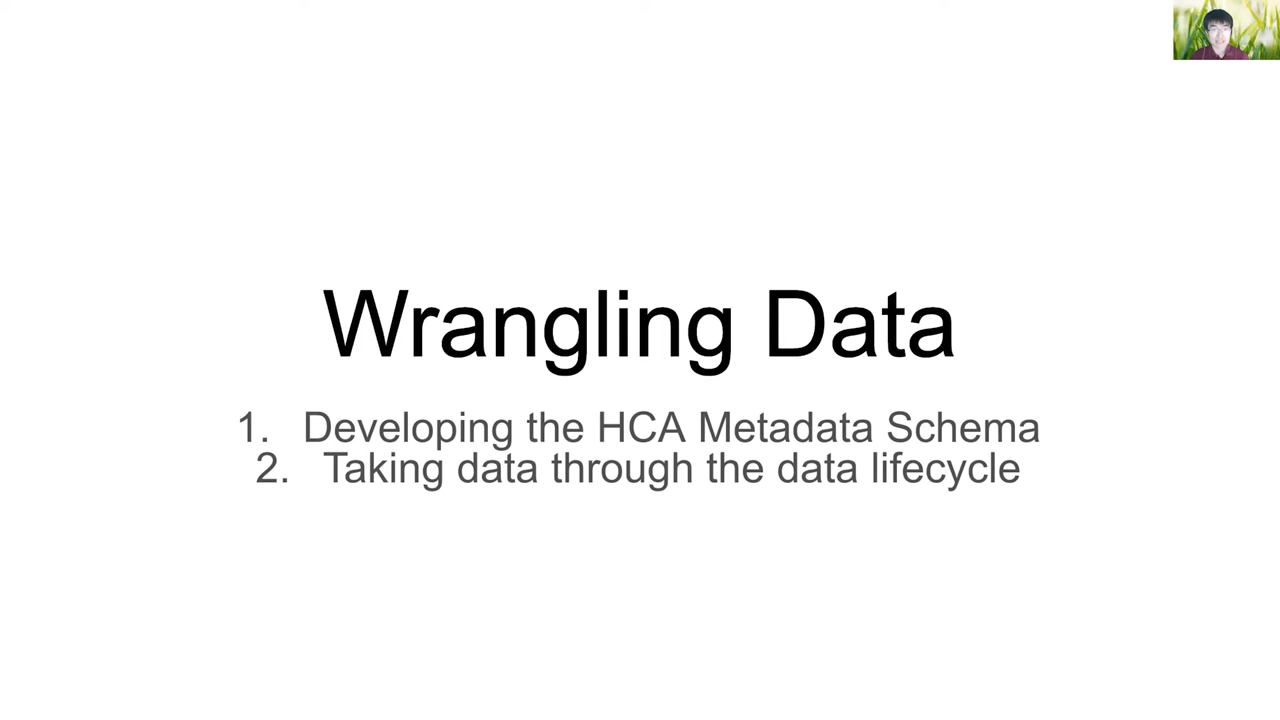 Wrangling Data
1. Developing the HCA Metadata Schema
2. Taking data through the data lifecycle